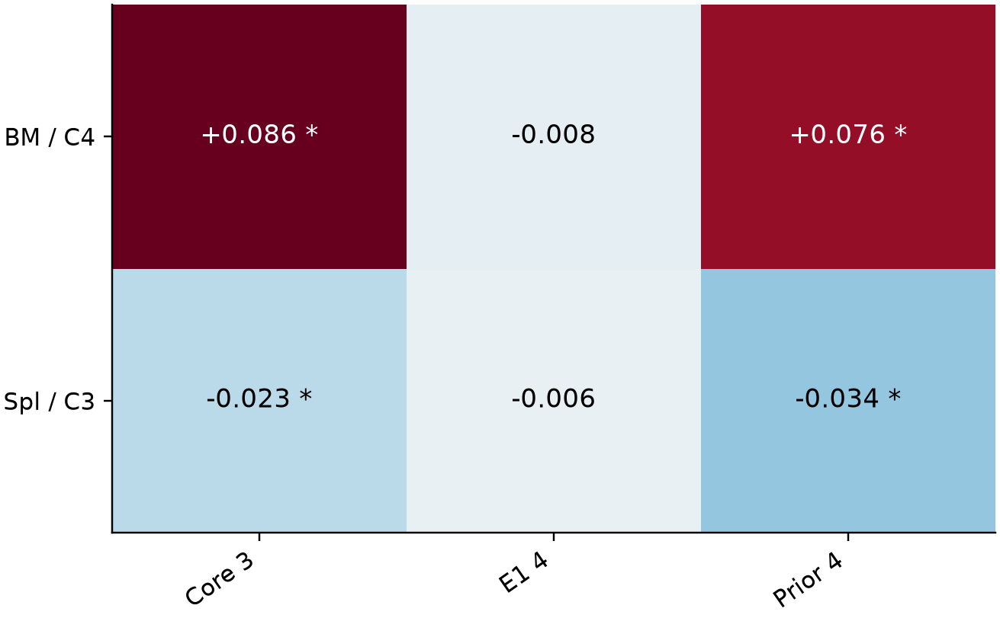 BM / C4
+0.086 *
-0.008
+0.076 *
Spl / C3
-0.023 *
-0.006
-0.034 *
Core 3
E1 4
Prior 4